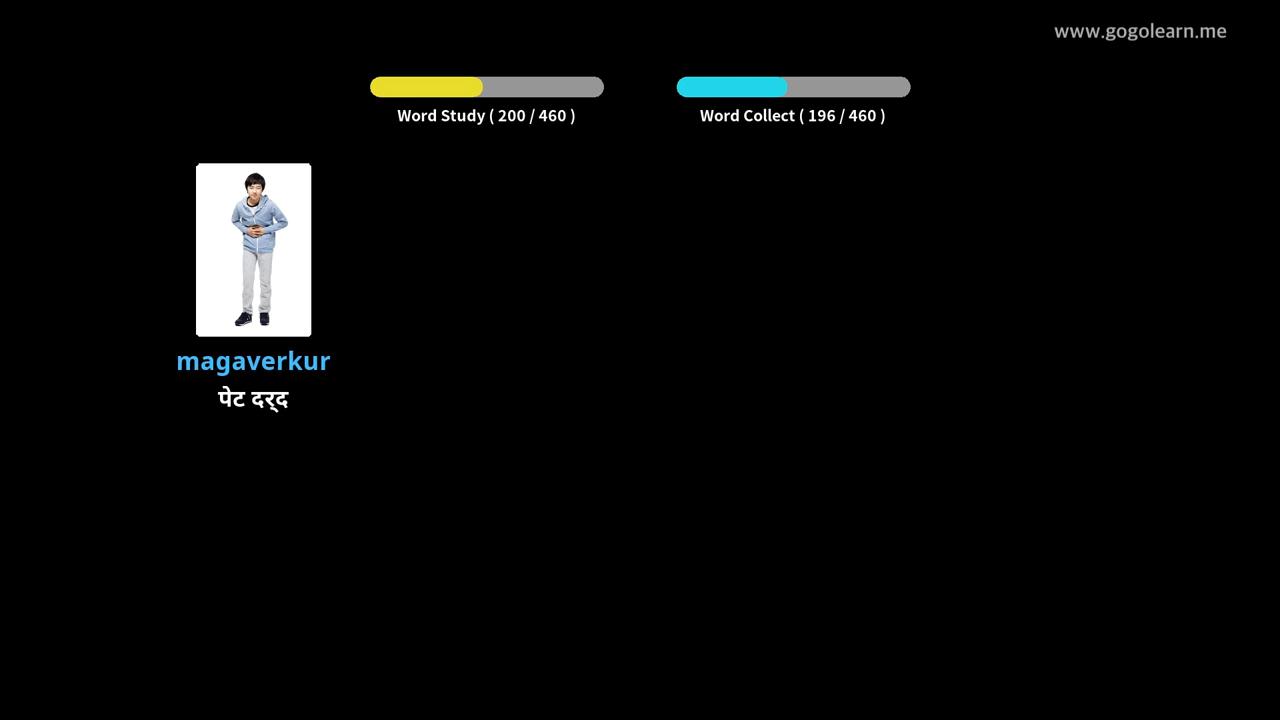 www.gogolearn.me
Word Study ( 200 / 460 )
Word Collect ( 196 / 460 )
magaverkur
पेट दर्द